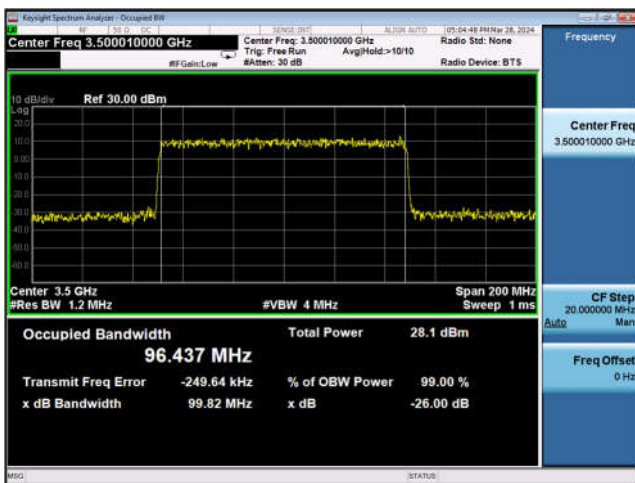 Keysight Spectrum Analyzer - Occupied BW
RF 50 Ω DC SENSE:INT ALIGN AUTO 05:04:48 PM Mar 28, 2024
Center Freq 3.500010000 GHz Center Freq: 3.500010000 GHz Radio Std: None Frequency
Trig: Free Run Avg|Hold:>10/10
#IFGain:Low #Atten: 30 dB Radio Device: BTS
10 dB/div Ref 30.00 dBm
Log
20.0
10.0
0.00
-10.0
-20.0
-30.0
-40.0
-50.0
-60.0
Center Freq
3.500010000 GHz
Center 3.5 GHz Span 200 MHz
#Res BW 1.2 MHz #VBW 4 MHz Sweep 1 ms
CF Step
20.000000 MHz
Auto Man
Occupied Bandwidth Total Power 28.1 dBm
96.437 MHz
Transmit Freq Error -249.64 kHz % of OBW Power 99.00 %
x dB Bandwidth 99.82 MHz x dB -26.00 dB
Freq Offset
0 Hz
MSG STATUS